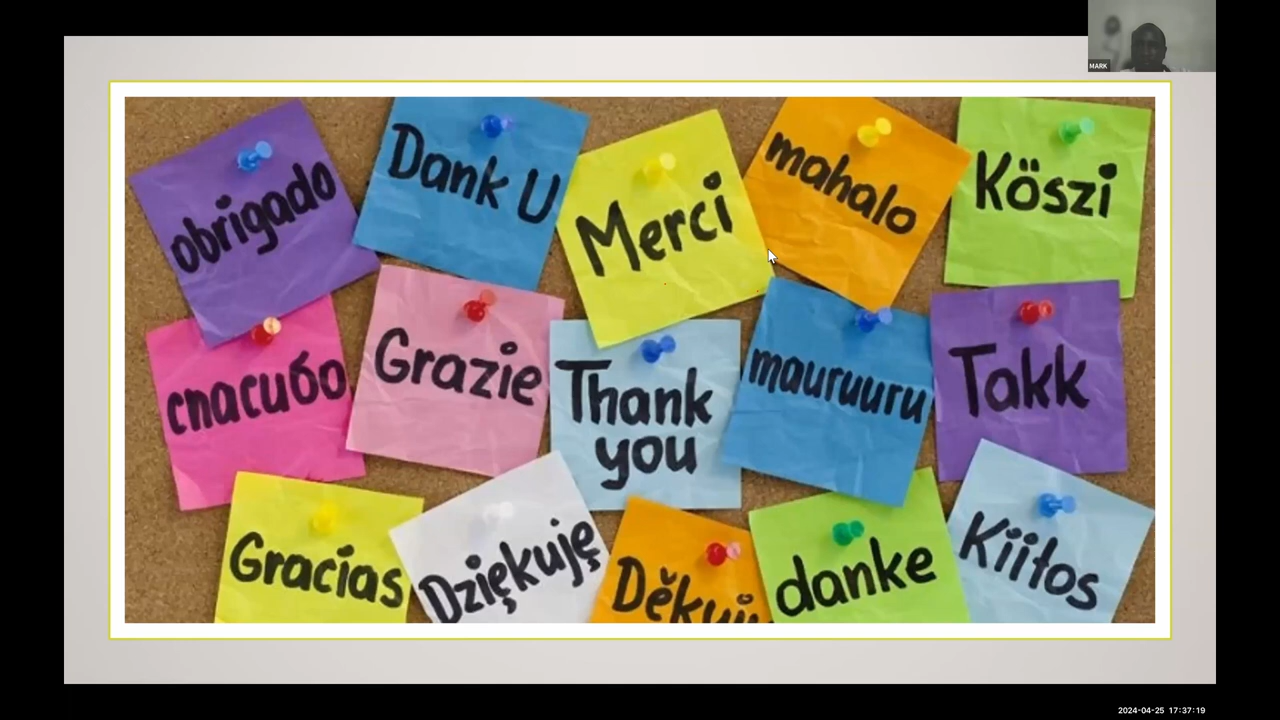 MARK
obrigado
Dank U
Merci
mahalo
Köszi
спасибо
Grazie
Thank
you
mauruuru
Takk
Gracias
Dziękuję
danke
Kiitos
2024-04-25 17:37:19